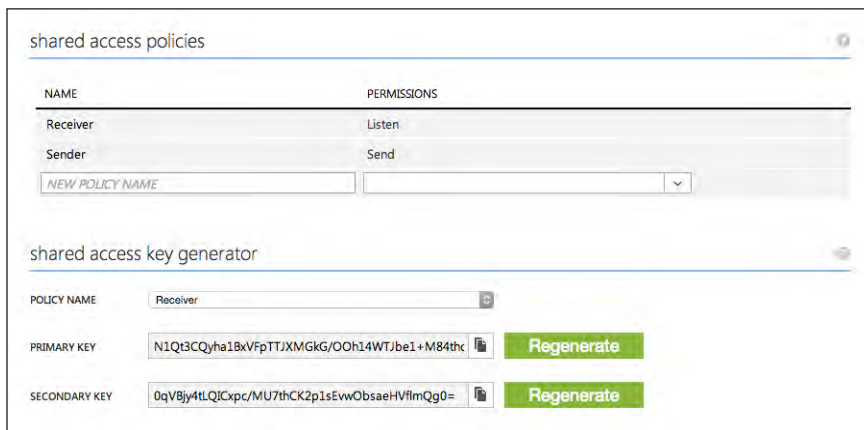 shared access policies
NAME PERMISSIONS
Receiver Listen
Sender Send
NEW POLICY NAME
shared access key generator
POLICY NAME Receiver
PRIMARY KEY N1Qt3CQyha1BxVFpTTJXMGkG/OOh14WTJbe1+M84thc Regenerate
SECONDARY KEY 0qVBjy4tLQICxpc/MU7thCK2p1sEvwObsaeHVflmQg0= Regenerate